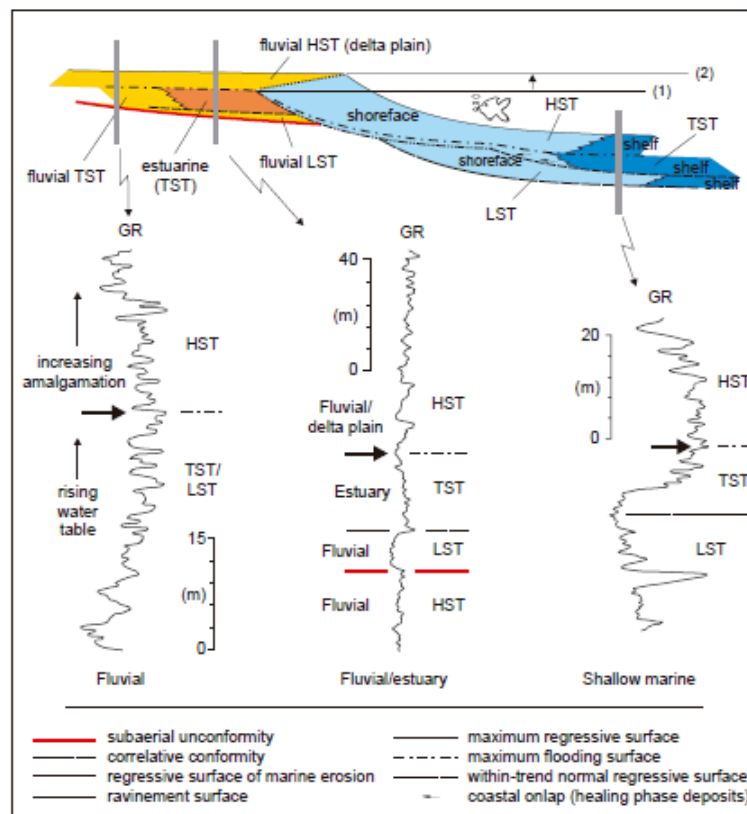 fluvial HST (delta plain)
(2)
(1)
HST
TST
shoreface
shelf
shoreface
shelf
shelf
estuarine
(TST)
fluvial LST
fluvial TST
LST
GR
GR
GR
40
(m)
0
20
(m)
0
increasing
amalgamation
HST
HST
HST
Fluvial/
delta plain
TST/
LST
rising
water
table
Estuary
TST
TST
15
(m)
0
Fluvial
LST
LST
Fluvial
HST
Fluvial
Fluvial/estuary
Shallow marine
subaerial unconformity
correlative conformity
regressive surface of marine erosion
ravinement surface
maximum regressive surface
maximum flooding surface
within-trend normal regressive surface
coastal onlap (healing phase deposits)